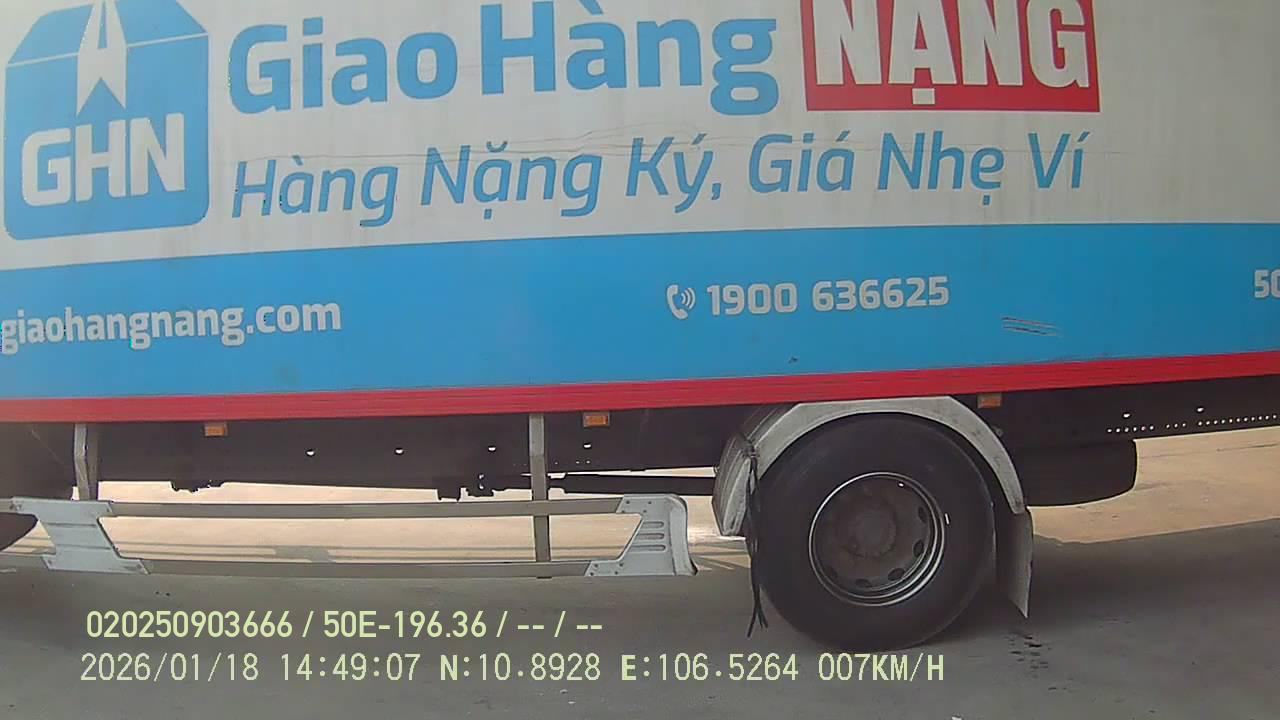 GHN
Giao Hàng NẶNG
Hàng Nặng Ký, Giá Nhẹ Ví
giaohangnang.com
1900 636625
50
020250903666 / 50E-196.36 / -- / --
2026/01/18 14:49:07 N:10.8928 E:106.5264 007KM/H